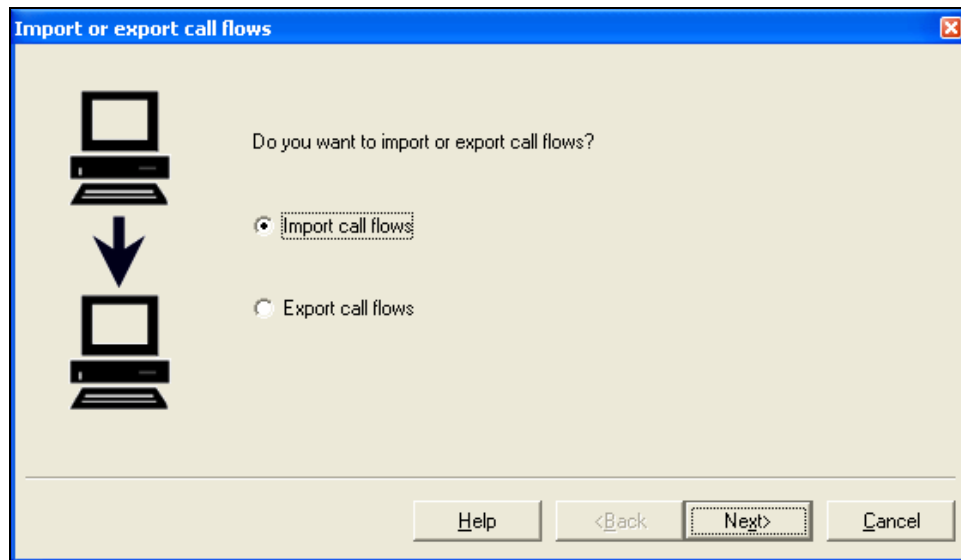 Import or export call flows
Do you want to import or export call flows?
Import call flows
Export call flows
Help <Back Next> Cancel